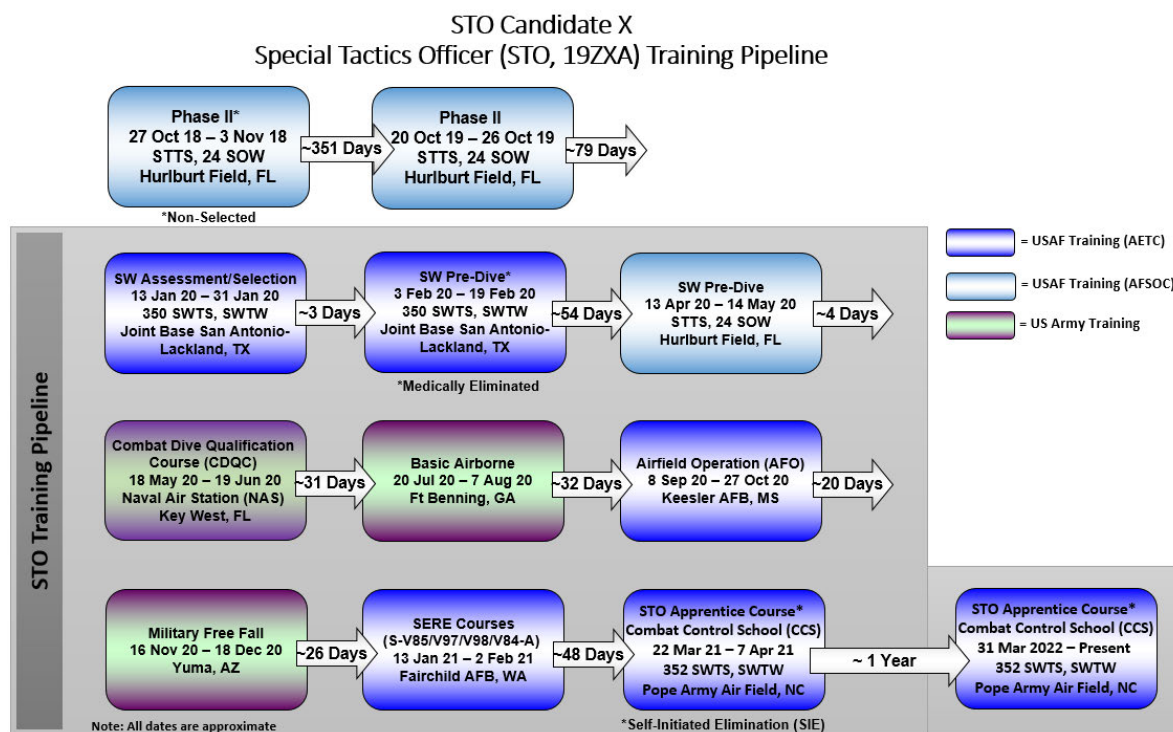 STO Candidate X
Special Tactics Officer (STO, 19ZXA) Training Pipeline
Phase II*
27 Oct 18 – 3 Nov 18
STTS, 24 SOW
Hurlburt Field, FL
*Non-Selected
~351 Days
Phase II
20 Oct 19 – 26 Oct 19
STTS, 24 SOW
Hurlburt Field, FL
~79 Days
= USAF Training (AETC)
= USAF Training (AFSOC)
= US Army Training
STO Training Pipeline
SW Assessment/Selection
13 Jan 20 – 31 Jan 20
350 SWTS, SWTW
Joint Base San Antonio-
Lackland, TX
~3 Days
SW Pre-Dive*
3 Feb 20 – 19 Feb 20
350 SWTS, SWTW
Joint Base San Antonio-
Lackland, TX
*Medically Eliminated
~54 Days
SW Pre-Dive
13 Apr 20 – 14 May 20
STTS, 24 SOW
Hurlburt Field, FL
~4 Days
Combat Dive Qualification
Course (CDQC)
18 May 20 – 19 Jun 20
Naval Air Station (NAS)
Key West, FL
~31 Days
Basic Airborne
20 Jul 20 – 7 Aug 20
Ft Benning, GA
~32 Days
Airfield Operation (AFO)
8 Sep 20 – 27 Oct 20
Keesler AFB, MS
~20 Days
Military Free Fall
16 Nov 20 – 18 Dec 20
Yuma, AZ
~26 Days
SERE Courses
(S-V85/V97/V98/V84-A)
13 Jan 21 – 2 Feb 21
Fairchild AFB, WA
~48 Days
STO Apprentice Course*
Combat Control School (CCS)
22 Mar 21 – 7 Apr 21
352 SWTS, SWTW
Pope Army Air Field, NC
*Self-Initiated Elimination (SIE)
~ 1 Year
STO Apprentice Course*
Combat Control School (CCS)
31 Mar 2022 – Present
352 SWTS, SWTW
Pope Army Air Field, NC
Note: All dates are approximate